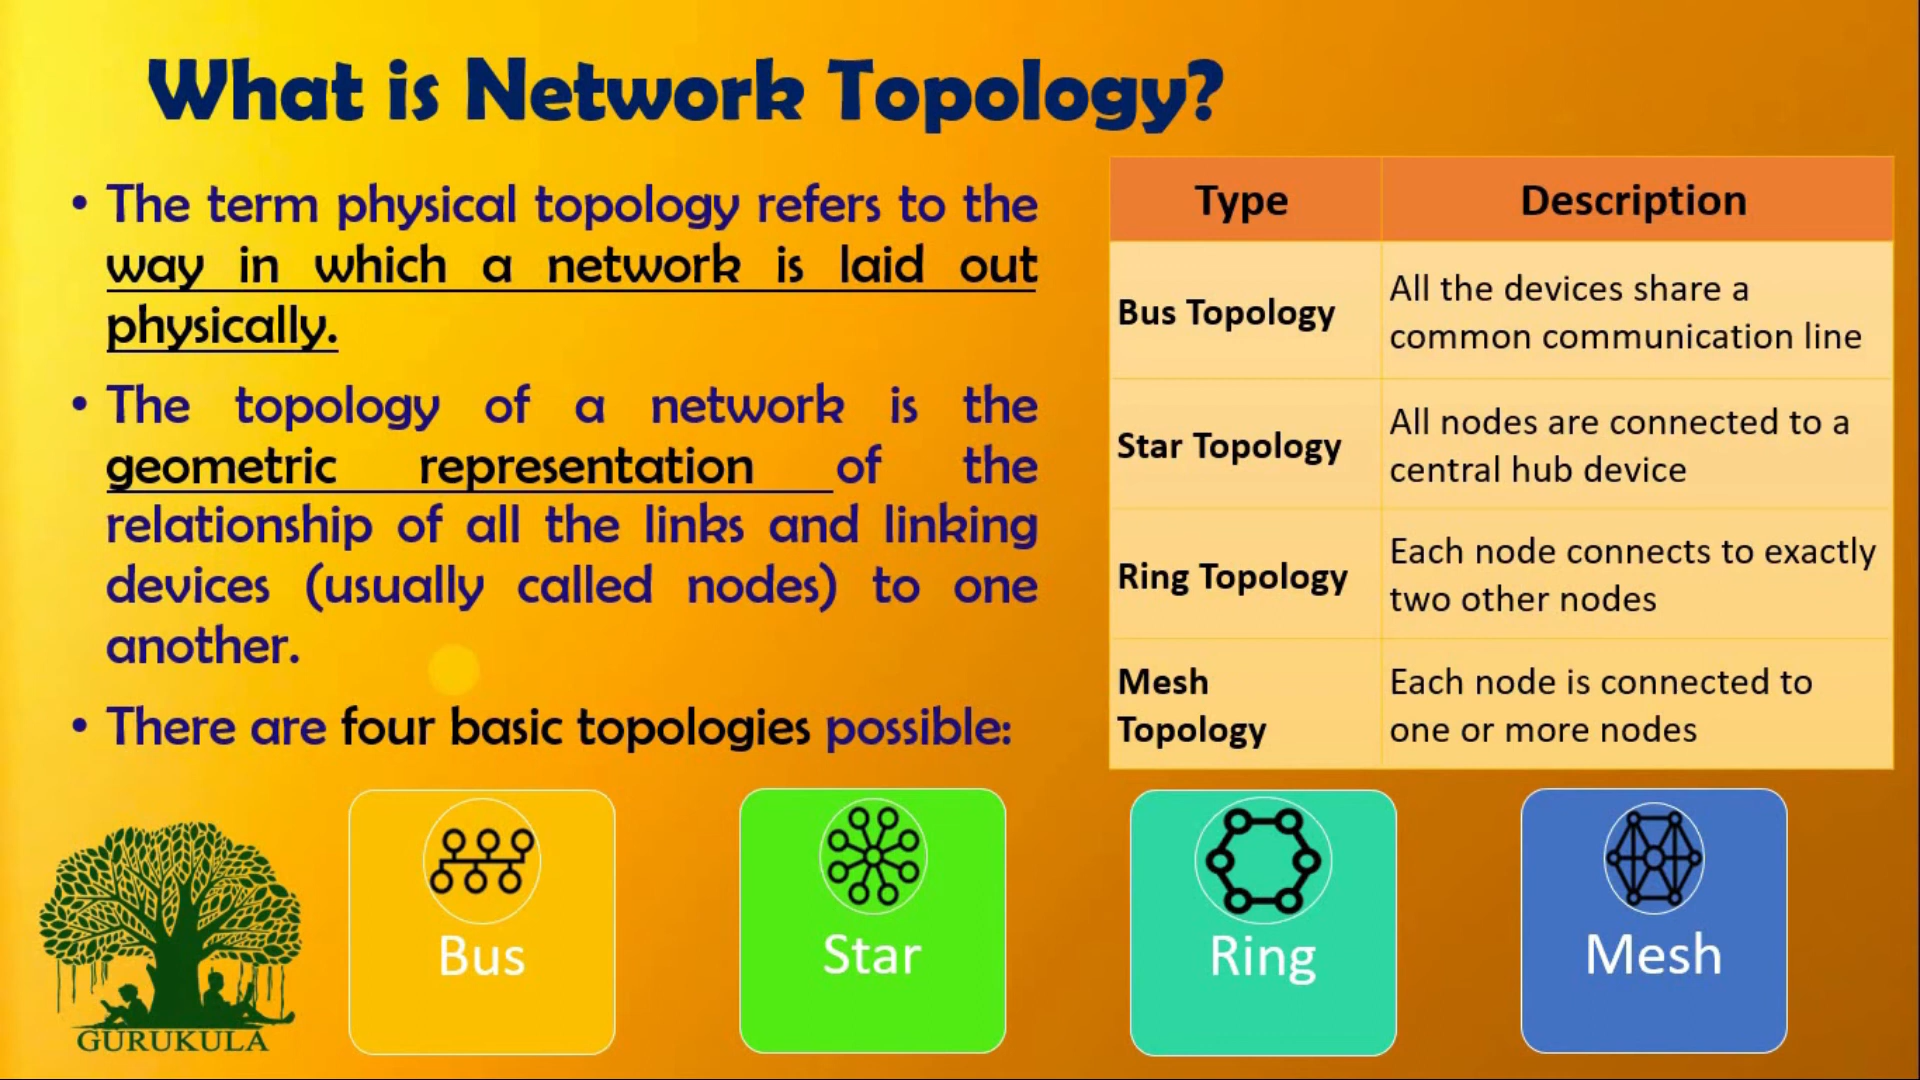 What is Network Topology?
• The term physical topology refers to the
way in which a network is laid out
physically.
• The topology of a network is the
geometric representation of the
relationship of all the links and linking
devices (usually called nodes) to one
another.
• There are four basic topologies possible:
Type Description
Bus Topology
All the devices share a
common communication line
Star Topology
All nodes are connected to a
central hub device
Ring Topology
Each node connects to exactly
two other nodes
Mesh
Topology
Each node is connected to
one or more nodes
Bus
Star
Ring
Mesh
GURUKULA